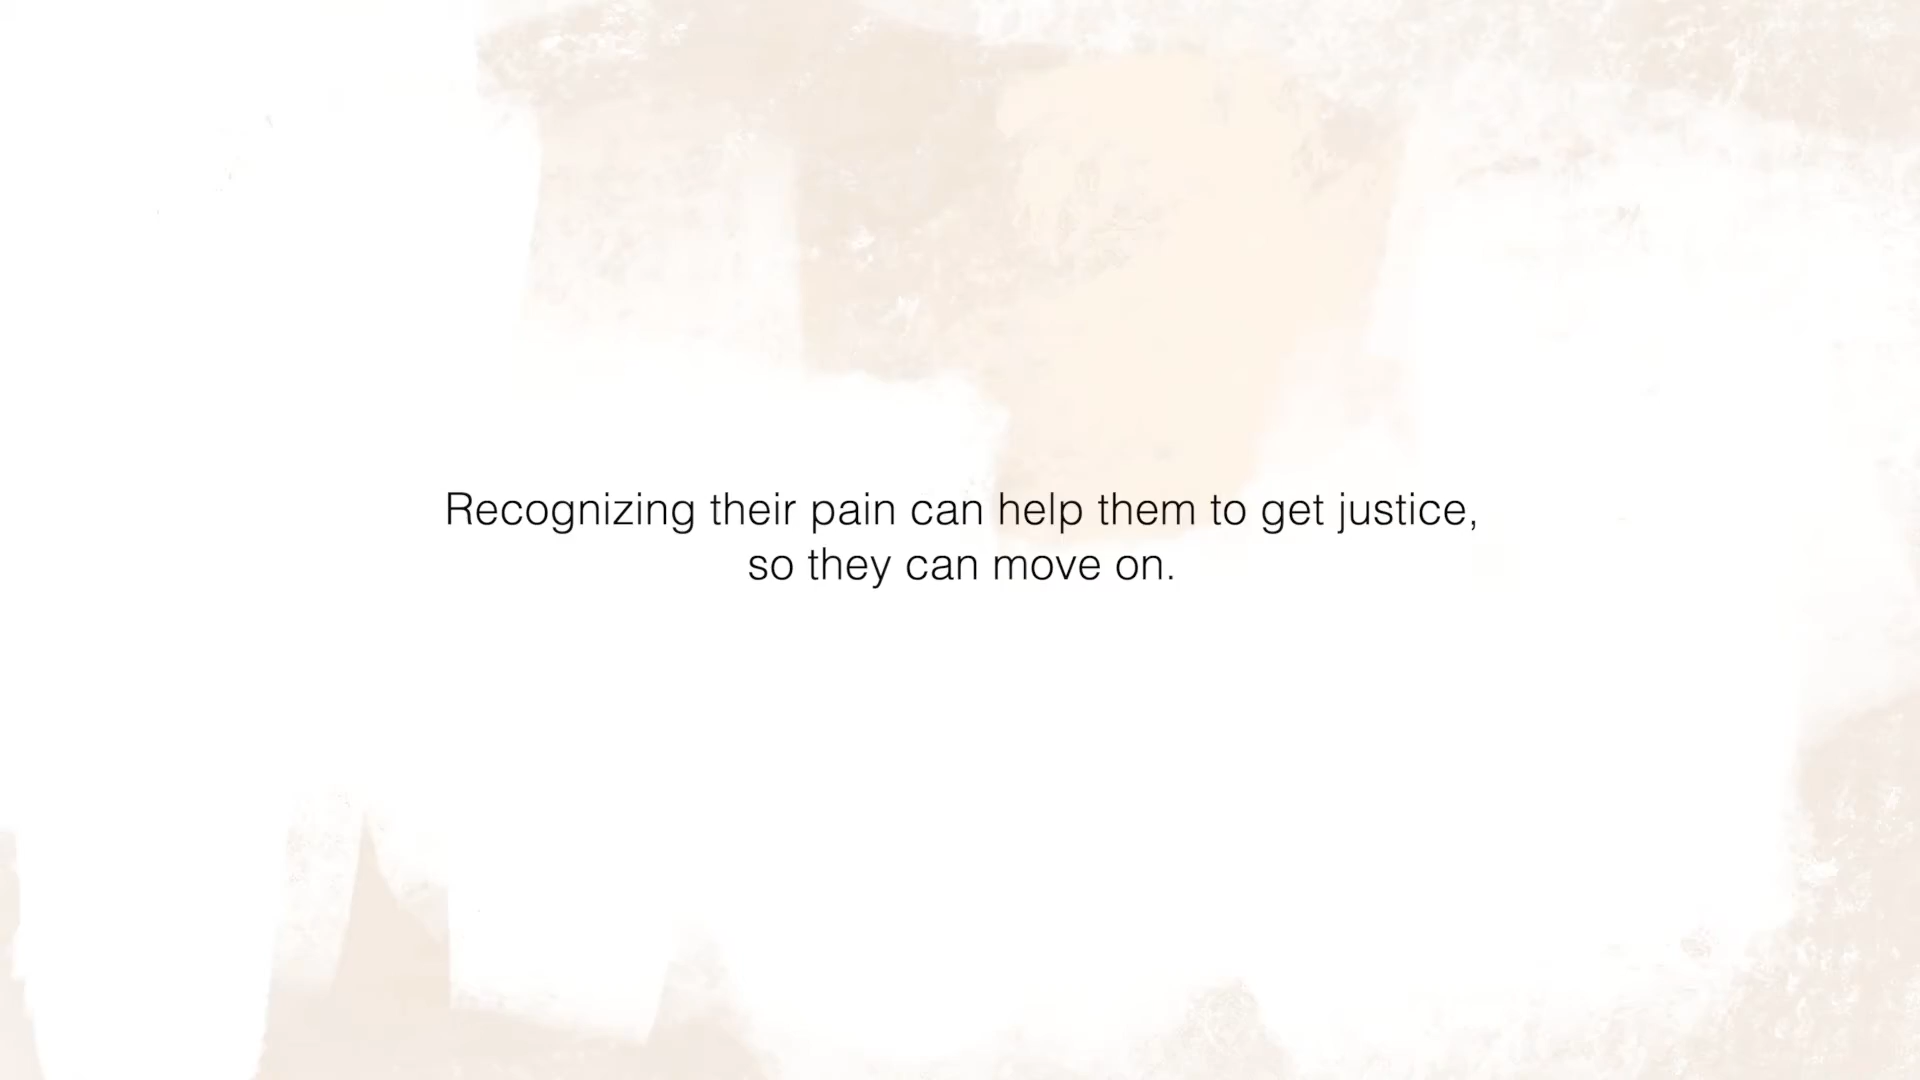 Recognizing their pain can help them to get justice,
so they can move on.